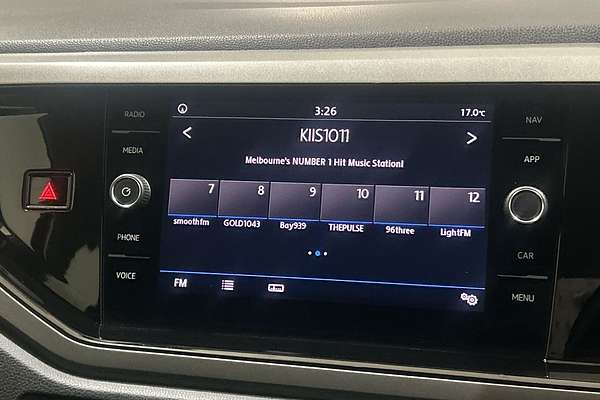 RADIO
MEDIA
PHONE
VOICE
3:26
17.0°C
KIIS1011
Melbourne's NUMBER 1 Hit Music Station!
7 8 9 10 11 12
smoothfm GOLD1043 Bay939 THEPULSE 96three LightFM
FM
NAV
APP
CAR
MENU